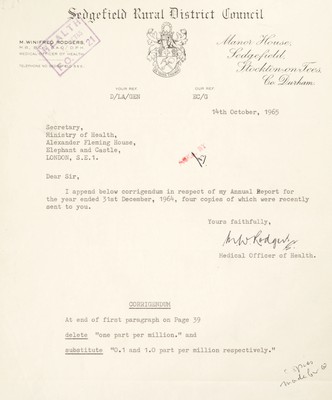 Sedgefield Rural District Council
M. WINIFRED RODGERS
MEDICAL OFFICER OF HEALTH
Manor House,
Sedgefield,
Stockton-on-Tees,
Co Durham.
YOUR REF
OUR REF
D/LA/GEN
EC/G
14th October, 1965
Secretary,
Ministry of Health,
Alexander Fleming House,
Elephant and Castle,
LONDON, S.E.1.
Dear Sir,
I append below corrigendum in respect of my Annual Report for
the year ended 31st December, 1964, four copies of which were recently
sent to you.
Yours faithfully,
MW Rodgers
Medical Officer of Health.
CORRIGENDUM
At end of first paragraph on Page 39
delete "one part per million." and
substitute "0.1 and 1.0 part per million respectively."
made